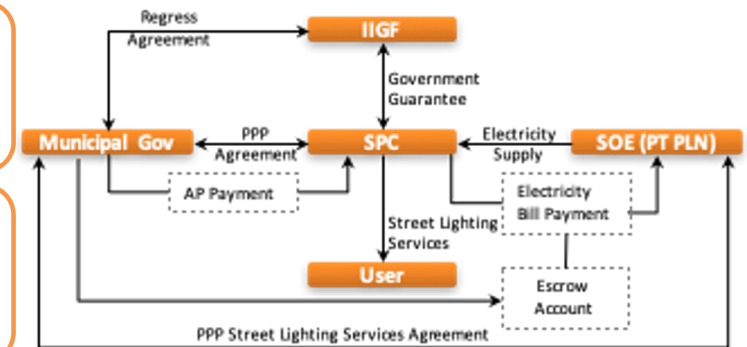 Regress
Agreement
IIGF
Government
Guarantee
Municipal Gov
PPP
Agreement
SPC
Electricity
Supply
SOE (PT PLN)
AP Payment
Electricity
Bill Payment
Street Lighting
Services
User
Escrow
Account
PPP Street Lighting Services Agreement